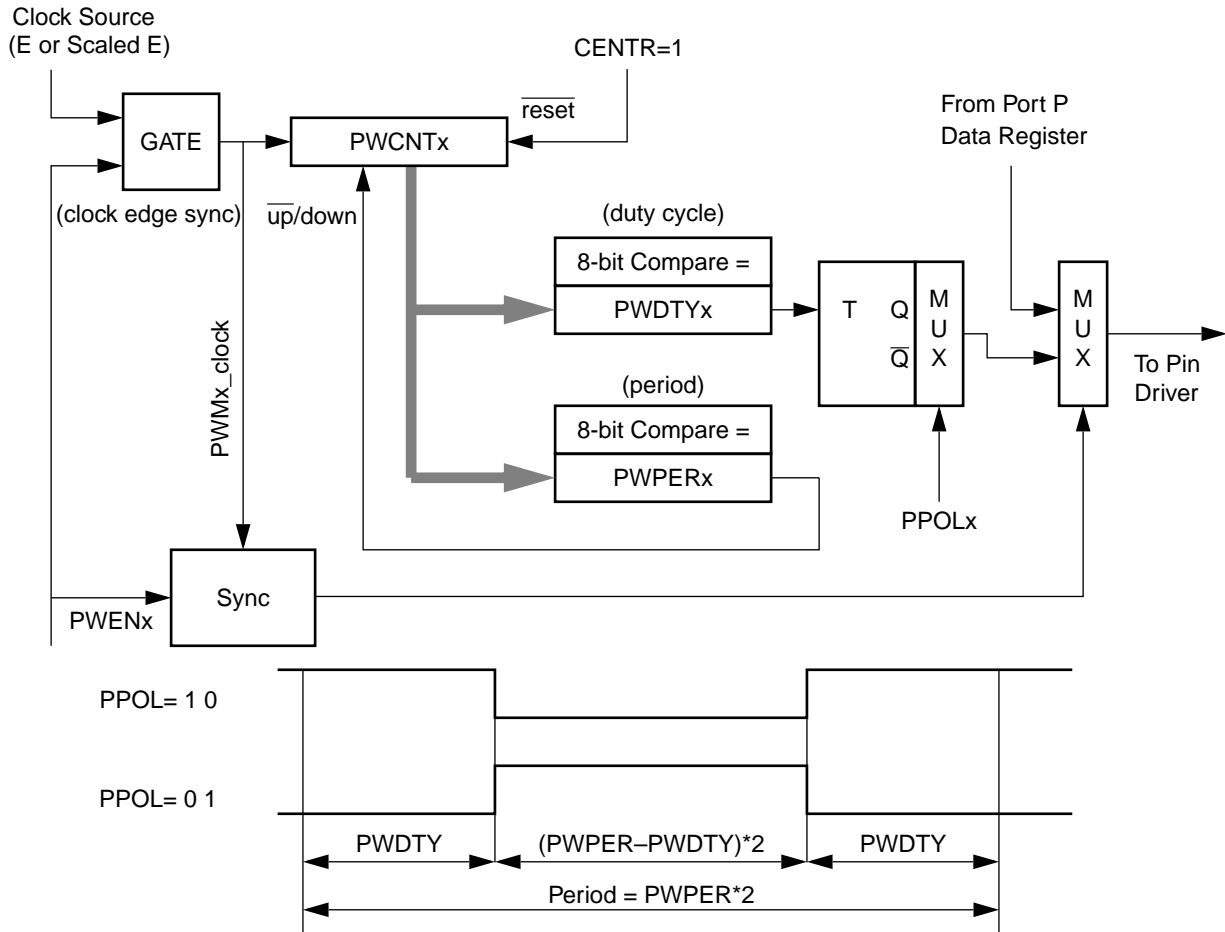 Clock Source
(E or Scaled E)
CENTR=1
reset
From Port P
Data Register
GATE
PWCNTx
(clock edge sync)
up/down
(duty cycle)
8-bit Compare =
PWDTYx
T Q
Q
MUX
MUX
To Pin
Driver
PWMx_clock
(period)
8-bit Compare =
PWPERx
PPOLx
Sync
PWENx
PPOL= 1 0
PPOL= 0 1
PWDTY
(PWPER–PWDTY)*2
PWDTY
Period = PWPER*2